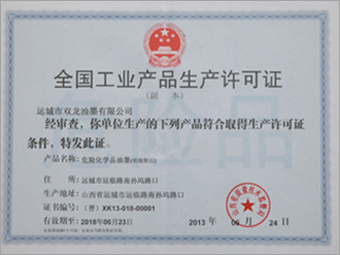 全国工业产品生产许可证
(副 本)
运城市双龙油墨有限公司
经审查，你单位生产的下列产品符合取得生产许可证
条件，特发此证。
产品名称：危险化学品油墨
住 所：运城市运临路南孙坞路口
生产地址：山西省运城市运临路南孙坞路口
证书编号：（晋）XK13-018-00001
有效期至：2018年06月23日
2013 年 06 月 24 日